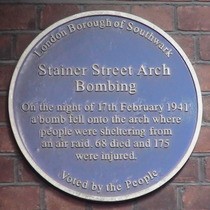 London Borough of Southwark
Stainer Street Arch
Bombing
On the night of 17th February 1941
a bomb fell onto the arch where
people were sheltering from
an air raid. 68 died and 175
were injured.
Voted by the People